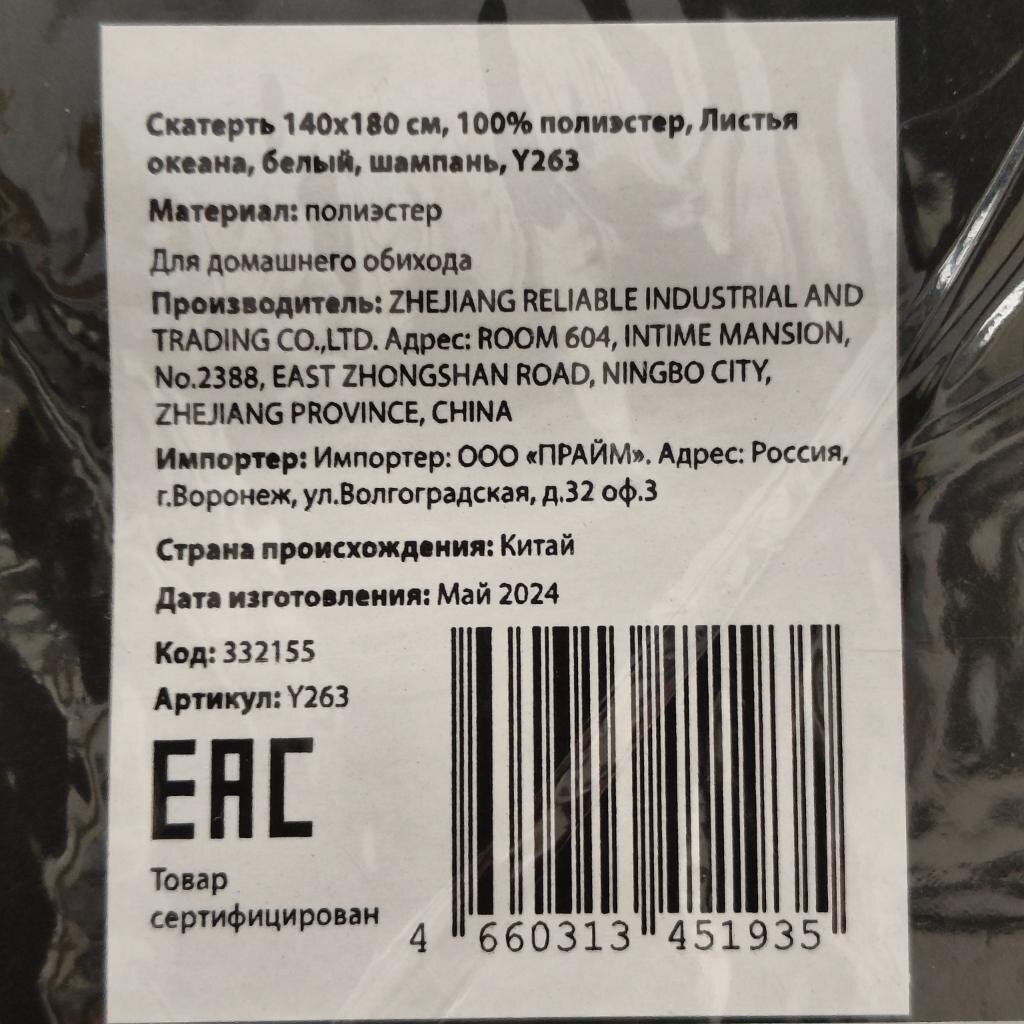 Скатерть 140х180 см, 100% полиэстер, Листья
океана, белый, шампань, Y263
Материал: полиэстер
Для домашнего обихода
Производитель: ZHEJIANG RELIABLE INDUSTRIAL AND
TRADING CO.,LTD. Адрес: ROOM 604, INTIME MANSION,
No.2388, EAST ZHONGSHAN ROAD, NINGBO CITY,
ZHEJIANG PROVINCE, CHINA
Импортер: Импортер: ООО «ПРАЙМ». Адрес: Россия,
г.Воронеж, ул.Волгоградская, д.32 оф.3
Страна происхождения: Китай
Дата изготовления: Май 2024
Код: 332155
Артикул: Y263
EAC
Товар
сертифицирован
4 660313 451935